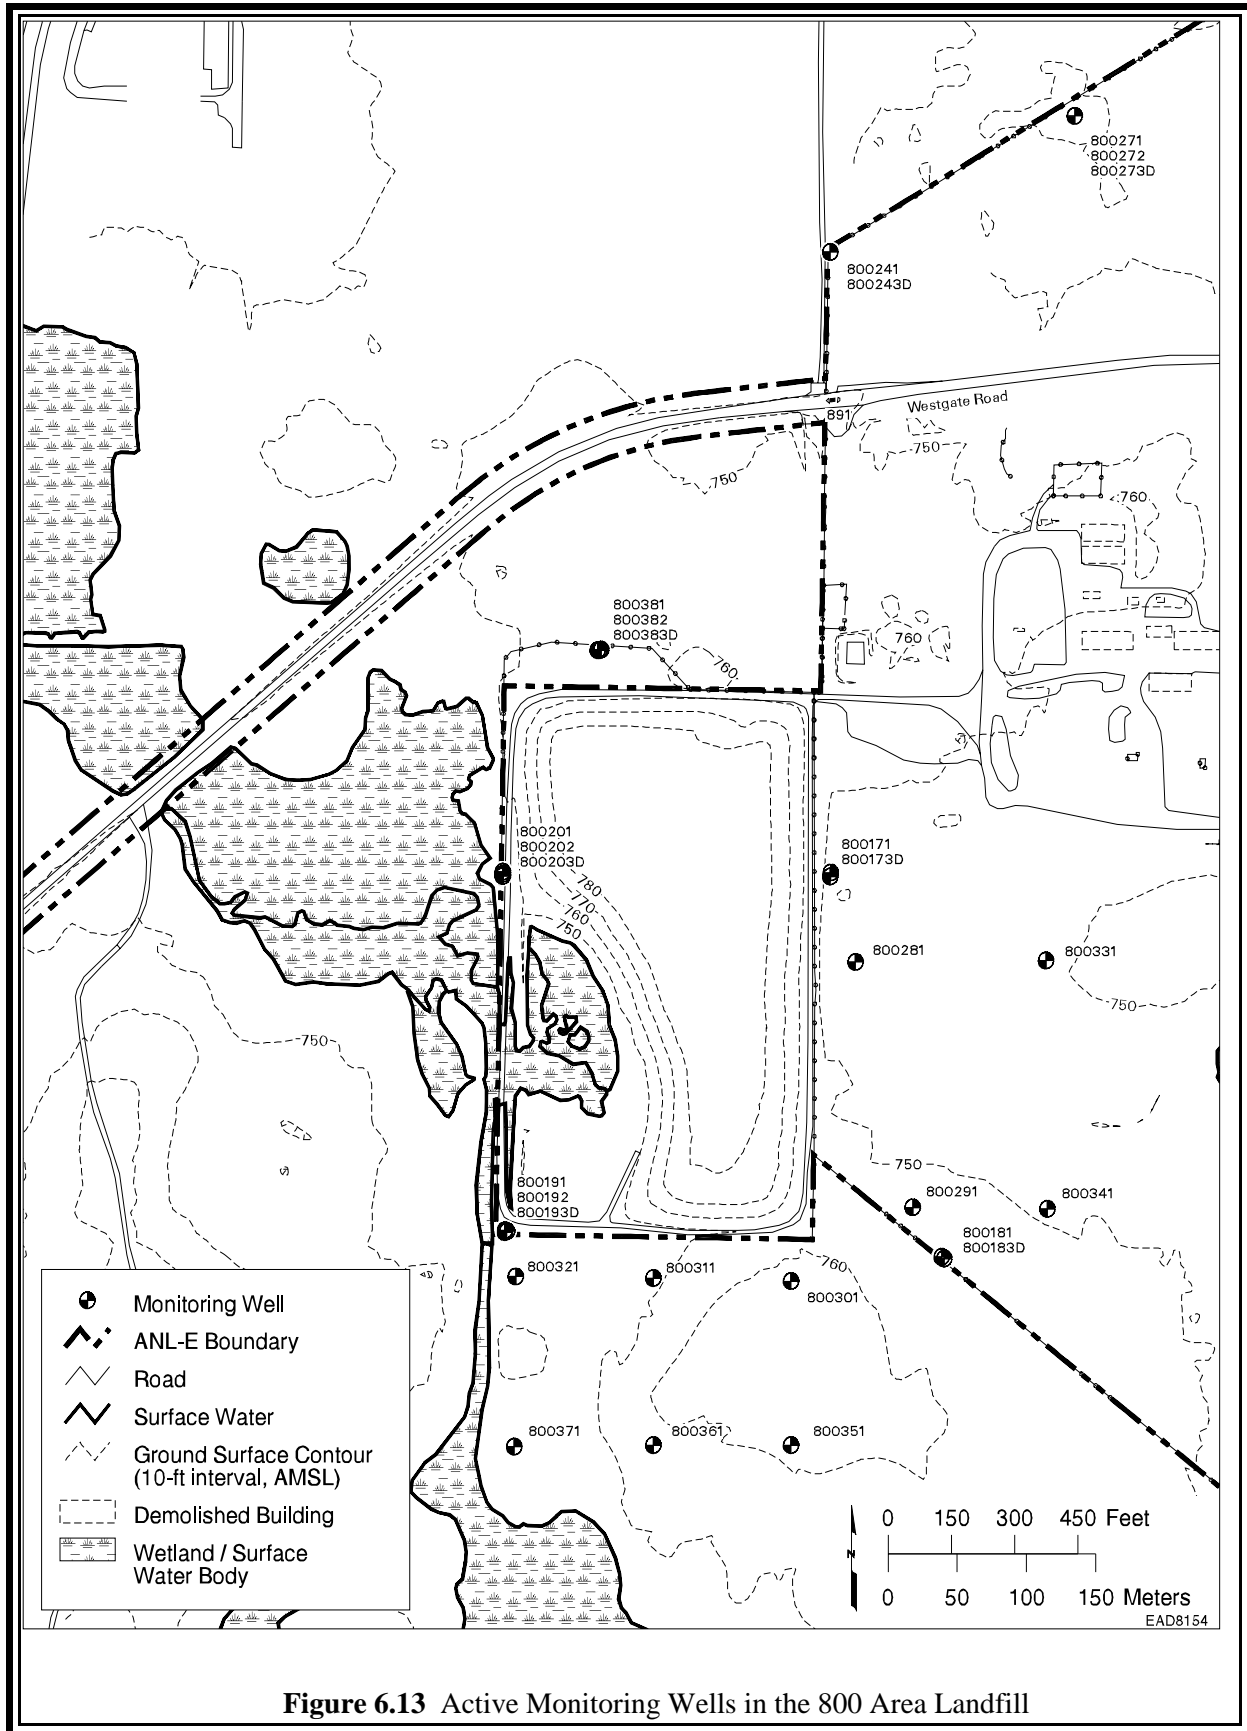 800271
800272
800273D
800241
800243D
Westgate Road
891
750
750
760
800381
800382
800383D
760
760
800201
800202
800203D
780
770
760
750
800171
800173D
800281
800331
750
750
750
800191
800192
800193D
800291
800341
800181
800183D
800321
800311
760
800301
800371
800361
800351
Monitoring Well
ANL-E Boundary
Road
Surface Water
Ground Surface Contour
(10-ft interval, AMSL)
Demolished Building
Wetland / Surface
Water Body
N
0 150 300 450 Feet
0 50 100 150 Meters
EAD8154
Figure 6.13 Active Monitoring Wells in the 800 Area Landfill